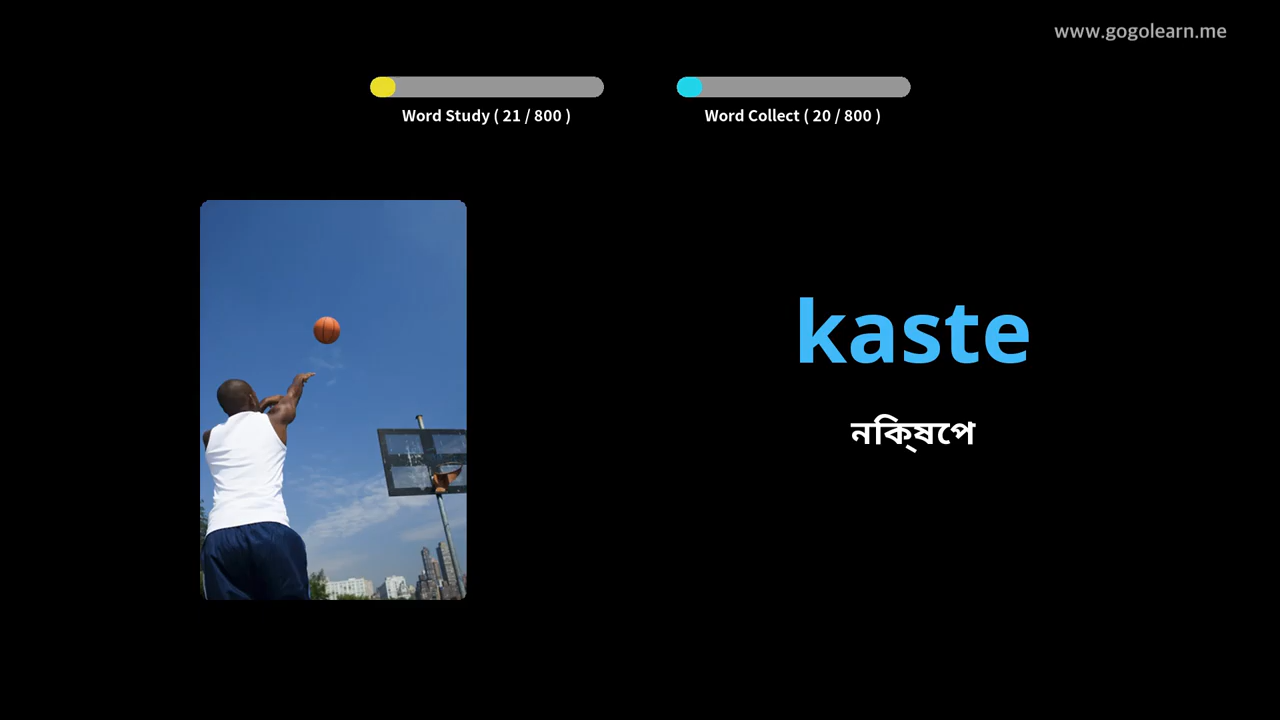 www.gogolearn.me
Word Study ( 21 / 800 )
Word Collect ( 20 / 800 )
kaste
নকি্ষপে